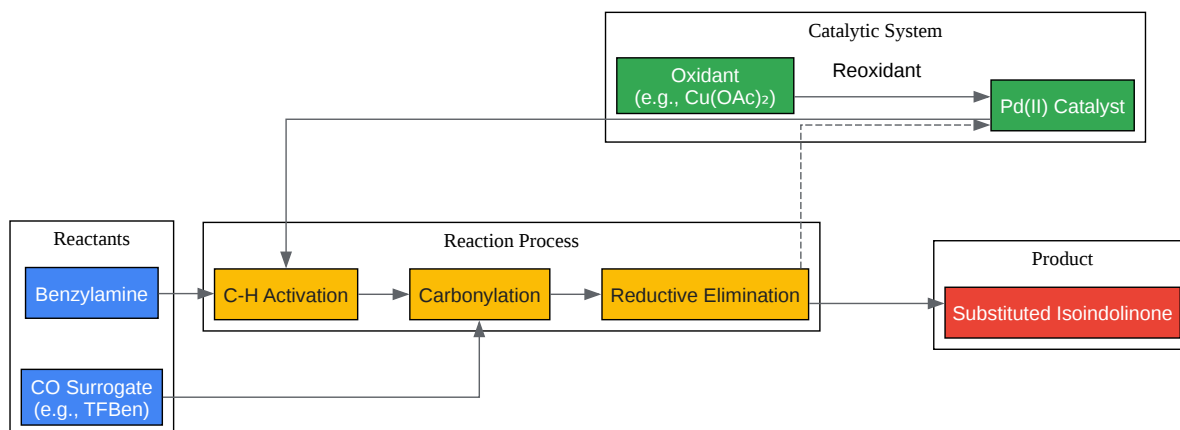 Catalytic System
Oxidant
(e.g., Cu(OAc)₂)
Reoxidant
Pd(II) Catalyst
Reactants
Benzylamine
CO Surrogate
(e.g., TFBen)
Reaction Process
C-H Activation
Carbonylation
Reductive Elimination
Product
Substituted Isoindolinone